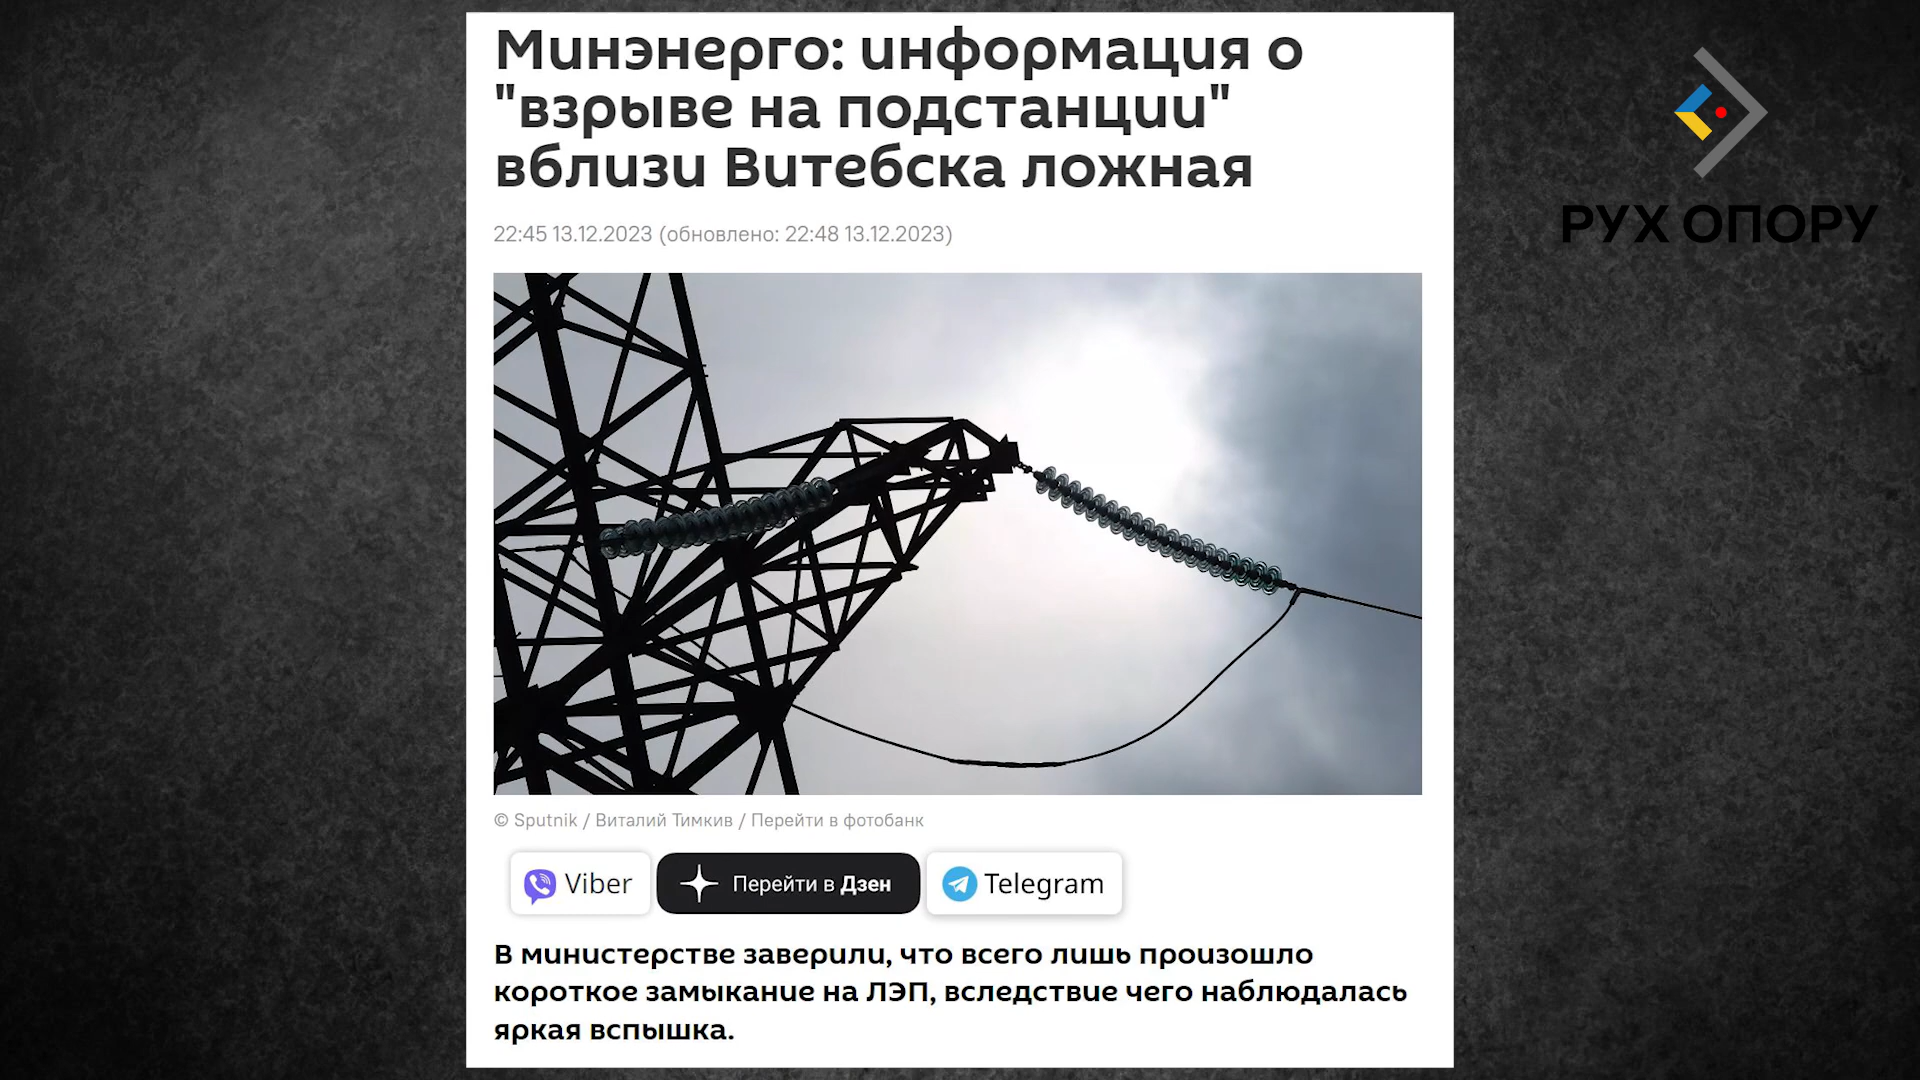 Минэнерго: информация о
"взрыве на подстанции"
вблизи Витебска ложная
22:45 13.12.2023 (обновлено: 22:48 13.12.2023)
РУХ ОПОРУ
© Sputnik / Виталий Тимкив / Перейти в фотобанк
Viber
Перейти в Дзен
Telegram
В министерстве заверили, что всего лишь произошло
короткое замыкание на ЛЭП, вследствие чего наблюдалась
яркая вспышка.